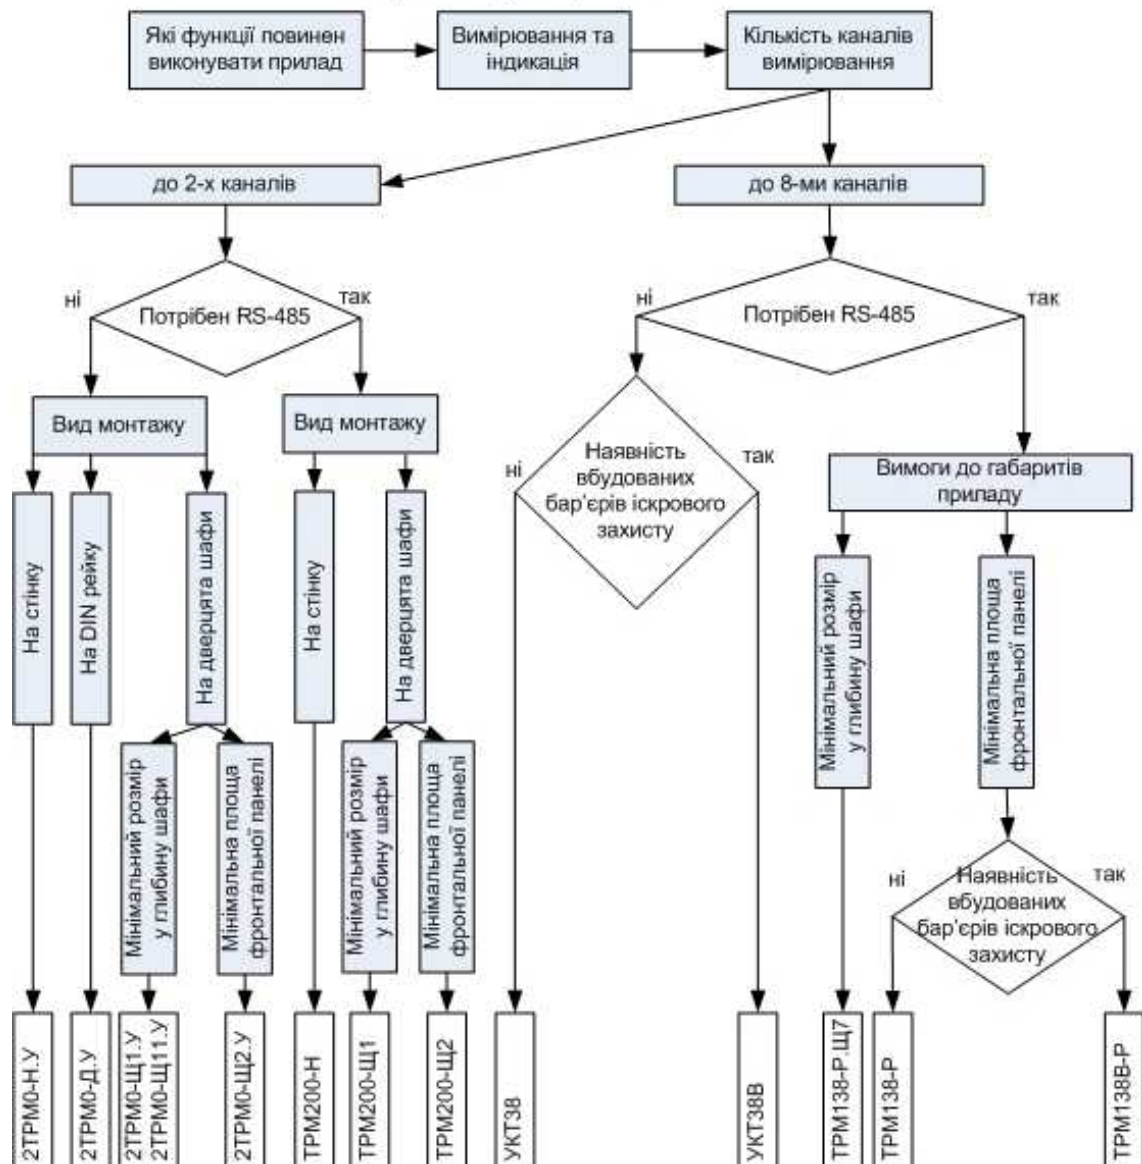 Які функції повинен
виконувати прилад
Вимірювання та
індикація
Кількість каналів
вимірювання
до 2-х каналів
до 8-ми каналів
ні
Потрібен RS-485
так
ні
Потрібен RS-485
так
Вид монтажу
Вид монтажу
ні
Наявність
вбудованих
бар'єрів іскрового
захисту
так
Вимоги до габаритів
приладу
На стінку
На DIN рейку
На дверцята шафи
На стінку
На дверцята шафи
Мінімальний розмір
у глибину шафи
Мінімальна площа
фронтальної панелі
Мінімальний розмір
у глибину шафи
Мінімальна площа
фронтальної панелі
Мінімальний розмір
у глибину шафи
Мінімальна площа
фронтальної панелі
ні
Наявність
вбудованих
бар'єрів іскрового
захисту
так
2ТРМ0-Н.У
2ТРМ0-Д.У
2ТРМ0-Щ1.У
2ТРМ0-Щ11.У
2ТРМ0-Щ2.У
ТРМ200-Н
ТРМ200-Щ1
ТРМ200-Щ2
УКТ38
УКТ38В
ТРМ138-Р.Щ7
ТРМ138-Р
ТРМ138В-Р